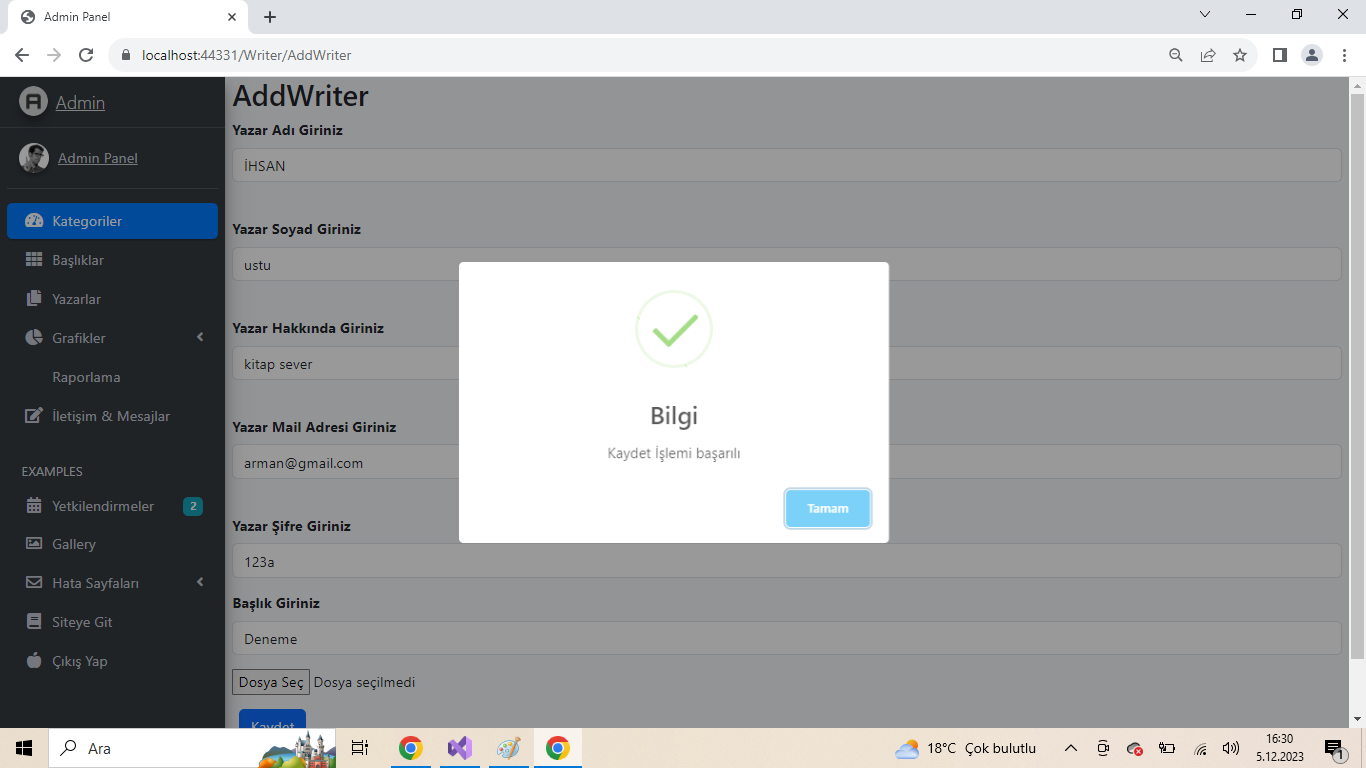 Admin Panel
localhost:44331/Writer/AddWriter
Admin
Admin Panel
Kategoriler
Başlıklar
Yazarlar
Grafikler
Raporlama
İletişim & Mesajlar
EXAMPLES
Yetkilendirmeler 2
Gallery
Hata Sayfaları
Siteye Git
Çıkış Yap
AddWriter
Yazar Adı Giriniz
İHSAN
Yazar Soyad Giriniz
ustu
Yazar Hakkında Giriniz
kitap sever
Yazar Mail Adresi Giriniz
arman@gmail.com
Yazar Şifre Giriniz
123a
Başlık Giriniz
Deneme
Dosya Seç Dosya seçilmedi
Kaydet
Bilgi
Kaydet İşlemi başarılı
Tamam
Ara
18°C Çok bulutlu
16:30
5.12.2023
1